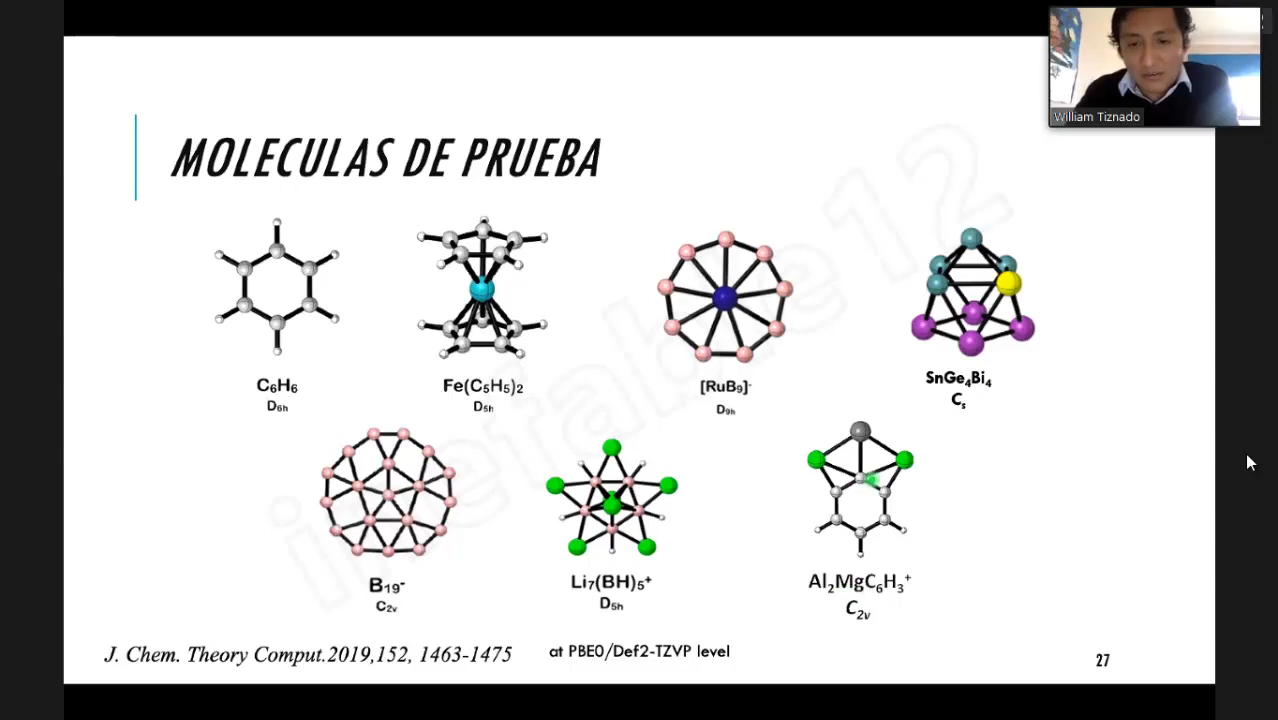 William Tiznado
MOLECULAS DE PRUEBA
C₆H₆
D₆ₕ
Fe(C₅H₅)₂
D₅ₕ
[RuB₉]⁻
D₉ₕ
SnGe₄Bi₄
Cₛ
B₁₉⁻
C₂ᵥ
Li₇(BH)₅⁺
D₅ₕ
Al₂MgC₆H₃⁺
C₂ᵥ
J. Chem. Theory Comput.2019,152, 1463-1475
at PBE0/Def2-TZVP level
27